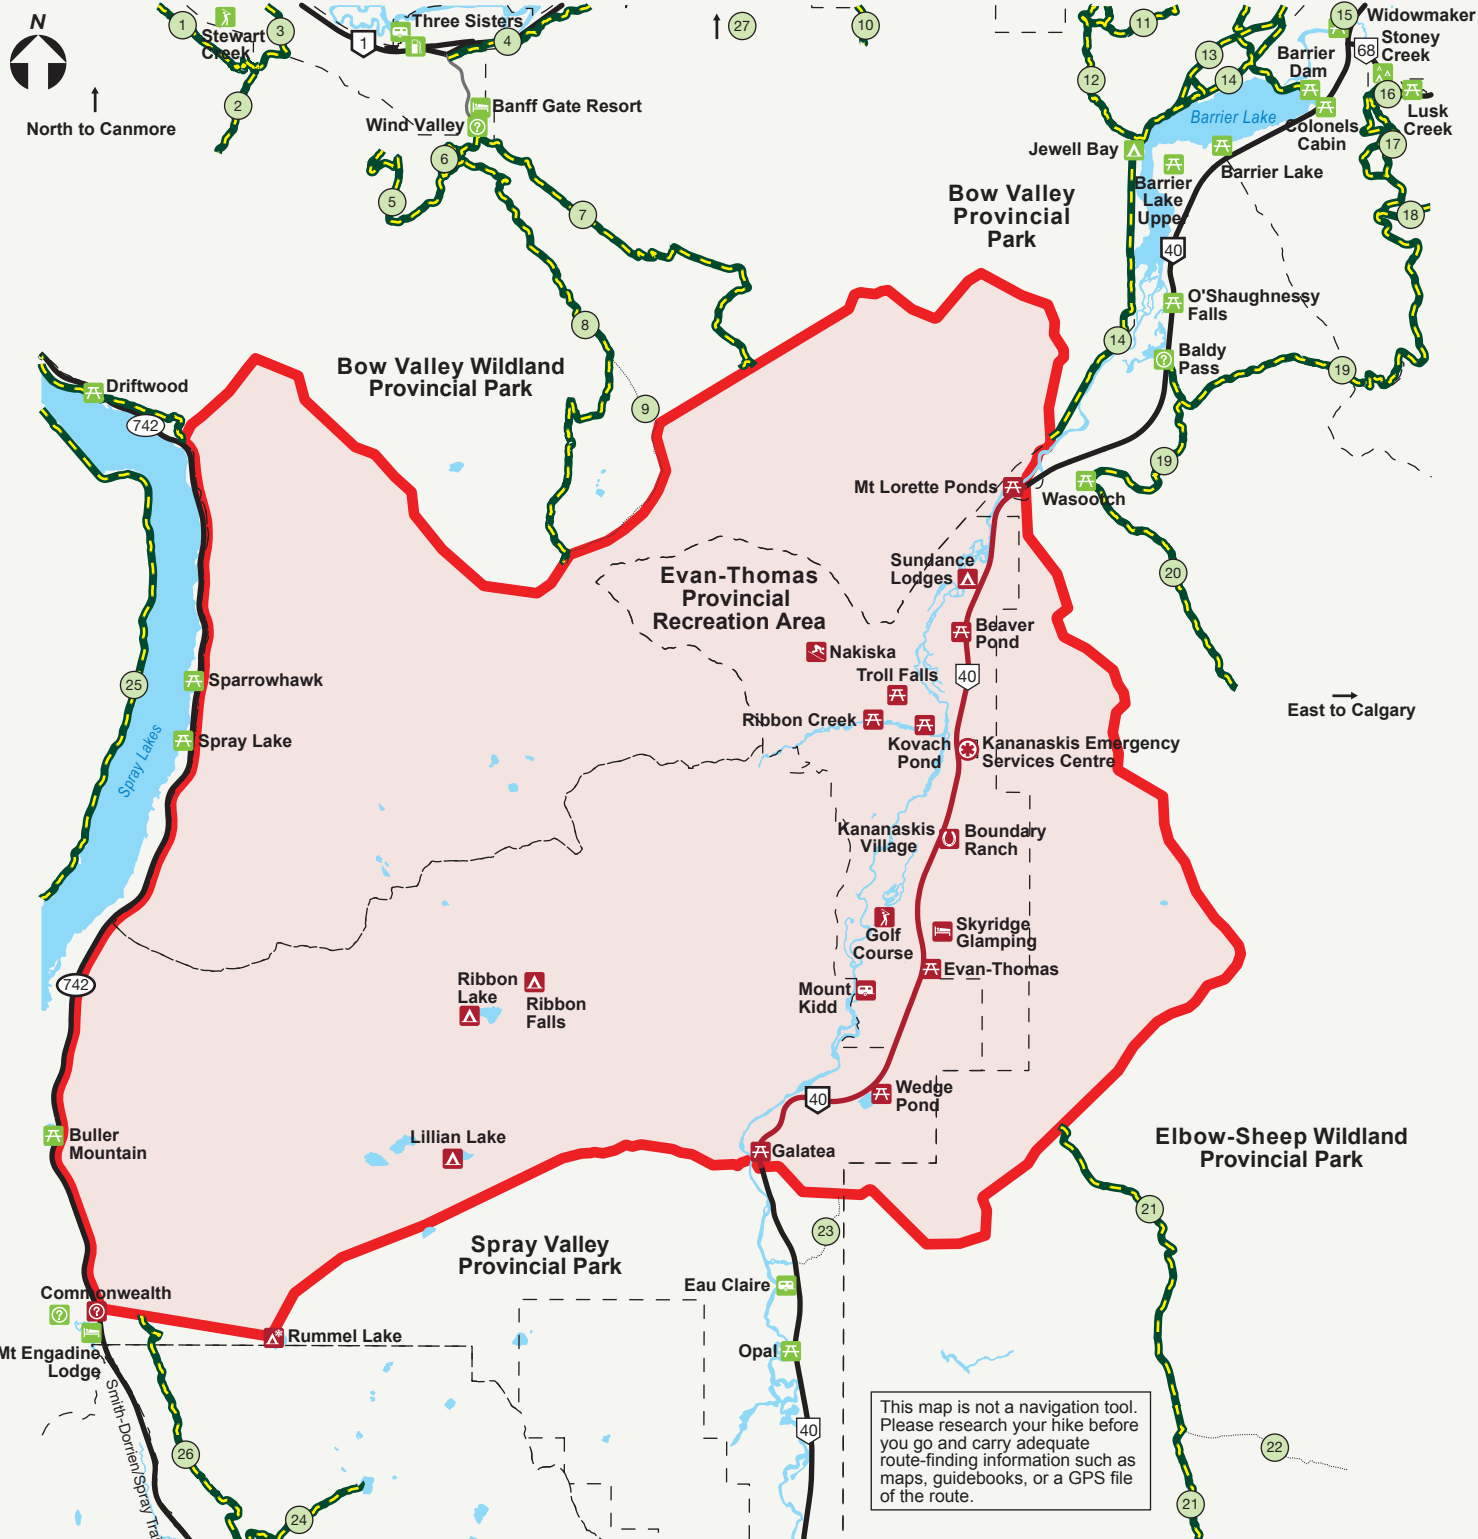 N
North to Canmore
1
Stewart
Creek
3
2
1
Three Sisters
4
27
10
11
15
Widowmaker
68
Stoney
Creek
13
Barrier
Dam
12
14
16
Lusk
Creek
Barrier Lake
Colonels
Cabin
17
Banff Gate Resort
Wind Valley
6
5
7
8
9
Jewell Bay
Barrier
Lake
Upper
Barrier Lake
18
Bow Valley
Provincial
Park
40
O'Shaughnessy
Falls
14
Baldy
Pass
19
Bow Valley Wildland
Provincial Park
Driftwood
742
Mt Lorette Ponds
19
Wasootch
20
Sundance
Lodges
Evan-Thomas
Provincial
Recreation Area
Beaver
Pond
Nakiska
Troll Falls
40
25
Sparrowhawk
East to Calgary
Ribbon Creek
Kovach
Pond
Kananaskis Emergency
Services Centre
Spray Lake
Spray Lakes
Kananaskis
Village
Boundary
Ranch
Golf
Course
Skyridge
Glamping
Evan-Thomas
742
Ribbon
Lake
Ribbon
Falls
Mount
Kidd
40
Wedge
Pond
Buller
Mountain
Lillian Lake
Galatea
Elbow-Sheep Wildland
Provincial Park
21
23
Spray Valley
Provincial Park
Eau Claire
Commonwealth
Rummel Lake
Mt Engadine
Lodge
Opal
Smith-Dorrien/Spray Trai
40
This map is not a navigation tool.
Please research your hike before
you go and carry adequate
route-finding information such as
maps, guidebooks, or a GPS file
of the route.
22
26
24
21